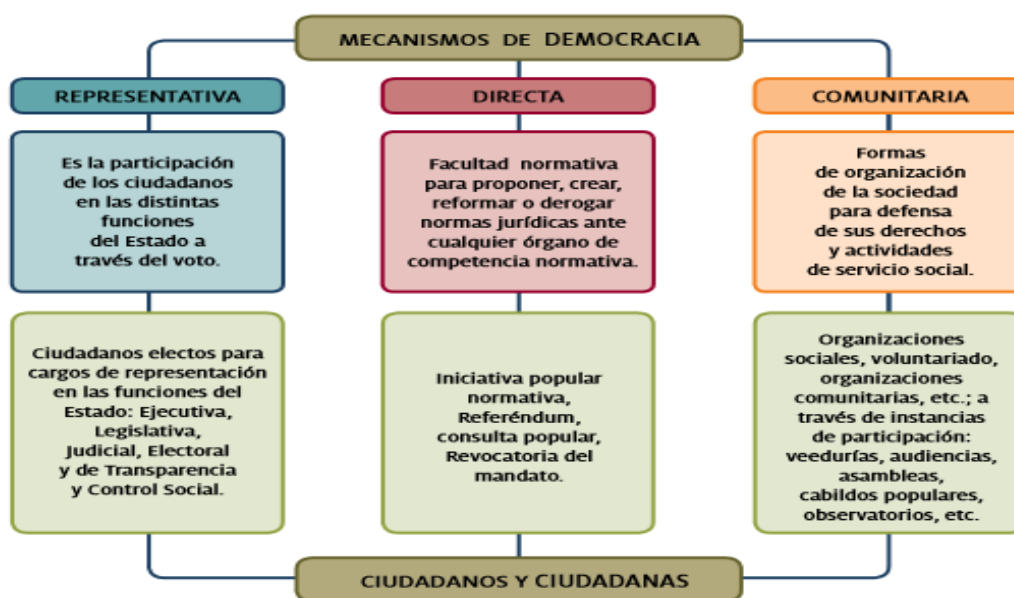 MECANISMOS DE DEMOCRACIA
REPRESENTATIVA
Es la participación
de los ciudadanos
en las distintas
funciones
del Estado a
través del voto.
Ciudadanos electos para
cargos de representación
en las funciones del
Estado: Ejecutiva,
Legislativa,
Judicial, Electoral
y de Transparencia
y Control Social.
DIRECTA
Facultad normativa
para proponer, crear,
reformar o derogar
normas jurídicas ante
cualquier órgano de
competencia normativa.
Iniciativa popular
normativa,
Referéndum,
consulta popular,
Revocatoria del
mandato.
COMUNITARIA
Formas
de organización
de la sociedad
para defensa
de sus derechos
y actividades
de servicio social.
Organizaciones
sociales, voluntariado,
organizaciones
comunitarias, etc.; a
través de instancias
de participación:
veedurías, audiencias,
asambleas,
cabildos populares,
observatorios, etc.
CIUDADANOS Y CIUDADANAS